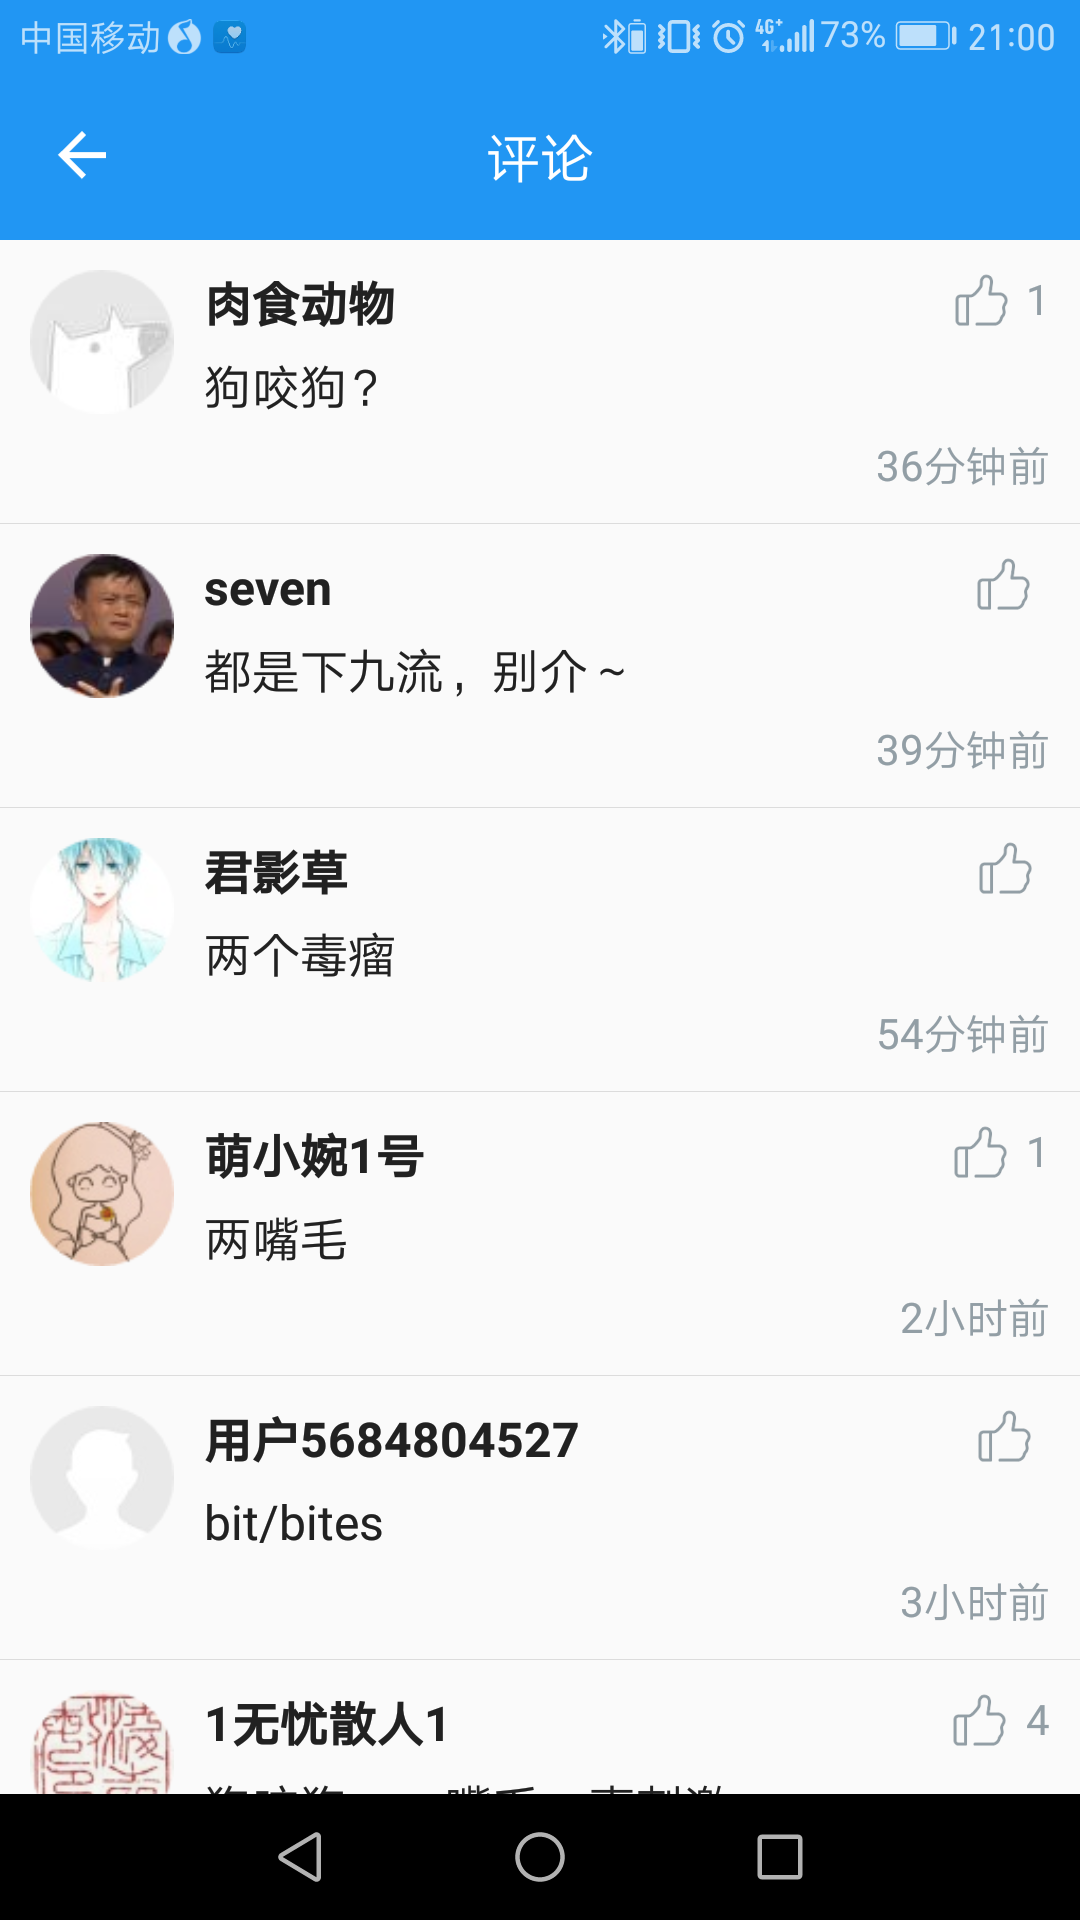 中国移动 4G+ 73% 21:00
评论
肉食动物 1
狗咬狗？
36分钟前
seven
都是下九流，别介～
39分钟前
君影草
两个毒瘤
54分钟前
萌小婉1号 1
两嘴毛
2小时前
用户5684804527
bit/bites
3小时前
1无忧散人1 4